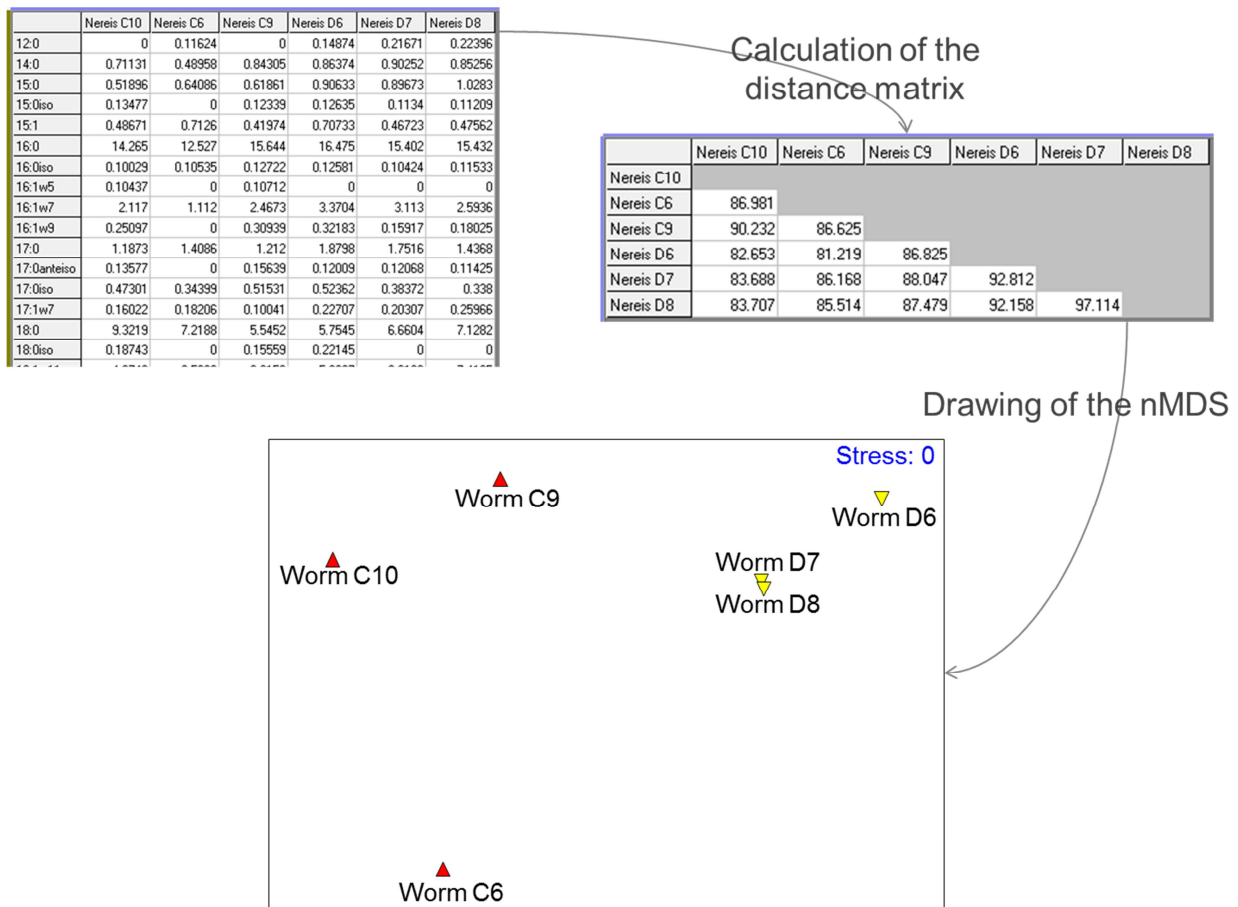 Nereis C10 Nereis C6 Nereis C9 Nereis D6 Nereis D7 Nereis D8
12:0 0 0.11624 0 0.14874 0.21671 0.22396
14:0 0.71131 0.48958 0.84305 0.86374 0.90252 0.85256
15:0 0.51896 0.64086 0.61861 0.90633 0.89673 1.0283
15:0iso 0.13477 0 0.12339 0.12635 0.1134 0.11209
15:1 0.48671 0.7126 0.41974 0.70733 0.46723 0.47562
16:0 14.265 12.527 15.644 16.475 15.402 15.432
16:0iso 0.10029 0.10535 0.12722 0.12581 0.10424 0.11533
16:1w5 0.10437 0 0.10712 0 0 0
16:1w7 2.117 1.112 2.4673 3.3704 3.113 2.5936
16:1w9 0.25097 0 0.30939 0.32183 0.15917 0.18025
17:0 1.1873 1.4086 1.212 1.8798 1.7516 1.4368
17:0anteiso 0.13577 0 0.15639 0.12009 0.12068 0.11425
17:0iso 0.47301 0.34399 0.51531 0.52362 0.38372 0.338
17:1w7 0.16022 0.18206 0.10041 0.22707 0.20307 0.25966
18:0 9.3219 7.2188 5.5452 5.7545 6.6604 7.1282
18:0iso 0.18743 0 0.15559 0.22145 0 0
Calculation of the
distance matrix
Nereis C10 Nereis C6 Nereis C9 Nereis D6 Nereis D7 Nereis D8
Nereis C10
Nereis C6 86.981
Nereis C9 90.232 86.625
Nereis D6 82.653 81.219 86.825
Nereis D7 83.688 86.168 88.047 92.812
Nereis D8 83.707 85.514 87.479 92.158 97.114
Drawing of the nMDS
Stress: 0
Worm C9
Worm D6
Worm D7
Worm C10
Worm D8
Worm C6